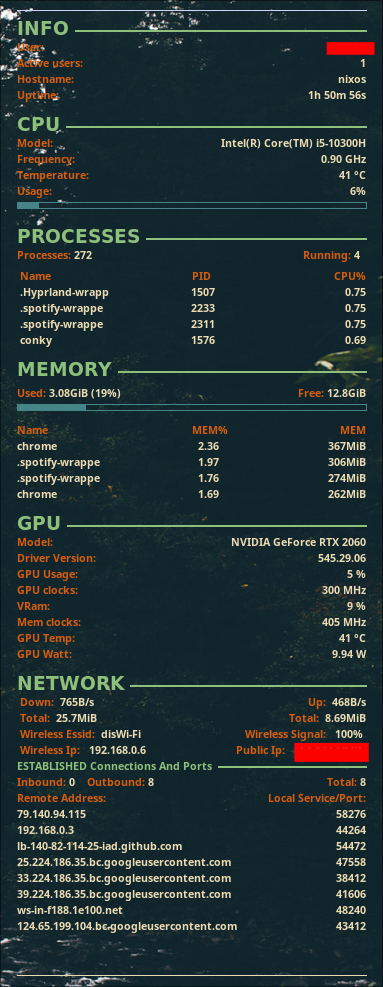 INFO
User:
Active users: 1
Hostname: nixos
Uptime: 1h 50m 56s
CPU
Model: Intel(R) Core(TM) i5-10300H
Frequency: 0.90 GHz
Temperature: 41 °C
Usage: 6%
PROCESSES
Processes: 272 Running: 4
Name PID CPU%
.Hyprland-wrapp 1507 0.75
.spotify-wrappe 2233 0.75
.spotify-wrappe 2311 0.75
conky 1576 0.69
MEMORY
Used: 3.08GiB (19%) Free: 12.8GiB
Name MEM% MEM
chrome 2.36 367MiB
.spotify-wrappe 1.97 306MiB
.spotify-wrappe 1.76 274MiB
chrome 1.69 262MiB
GPU
Model: NVIDIA GeForce RTX 2060
Driver Version: 545.29.06
GPU Usage: 5 %
GPU clocks: 300 MHz
VRam: 9 %
Mem clocks: 405 MHz
GPU Temp: 41 °C
GPU Watt: 9.94 W
NETWORK
Down: 765B/s Up: 468B/s
Total: 25.7MiB Total: 8.69MiB
Wireless Essid: disWi-Fi Wireless Signal: 100%
Wireless Ip: 192.168.0.6 Public Ip:
ESTABLISHED Connections And Ports
Inbound: 0 Outbound: 8 Total: 8
Remote Address: Local Service/Port:
79.140.94.115 58276
192.168.0.3 44264
lb-140-82-114-25-iad.github.com 54472
25.224.186.35.bc.googleusercontent.com 47558
33.224.186.35.bc.googleusercontent.com 38412
39.224.186.35.bc.googleusercontent.com 41606
ws-in-f188.1e100.net 48240
124.65.199.104.bc.googleusercontent.com 43412